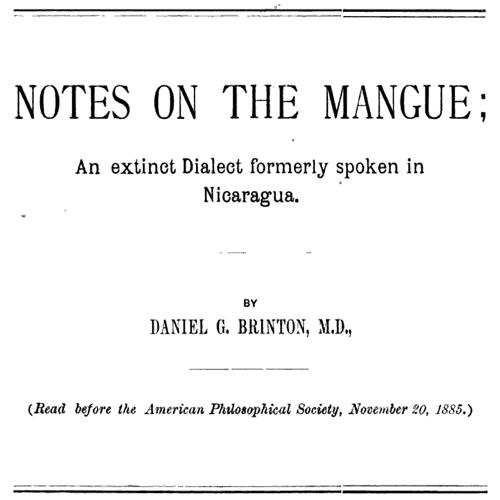 NOTES ON THE MANGUE;
An extinct Dialect formerly spoken in
Nicaragua.
BY
DANIEL G. BRINTON, M.D.,
(Read before the American Philosophical Society, November 20, 1885.)